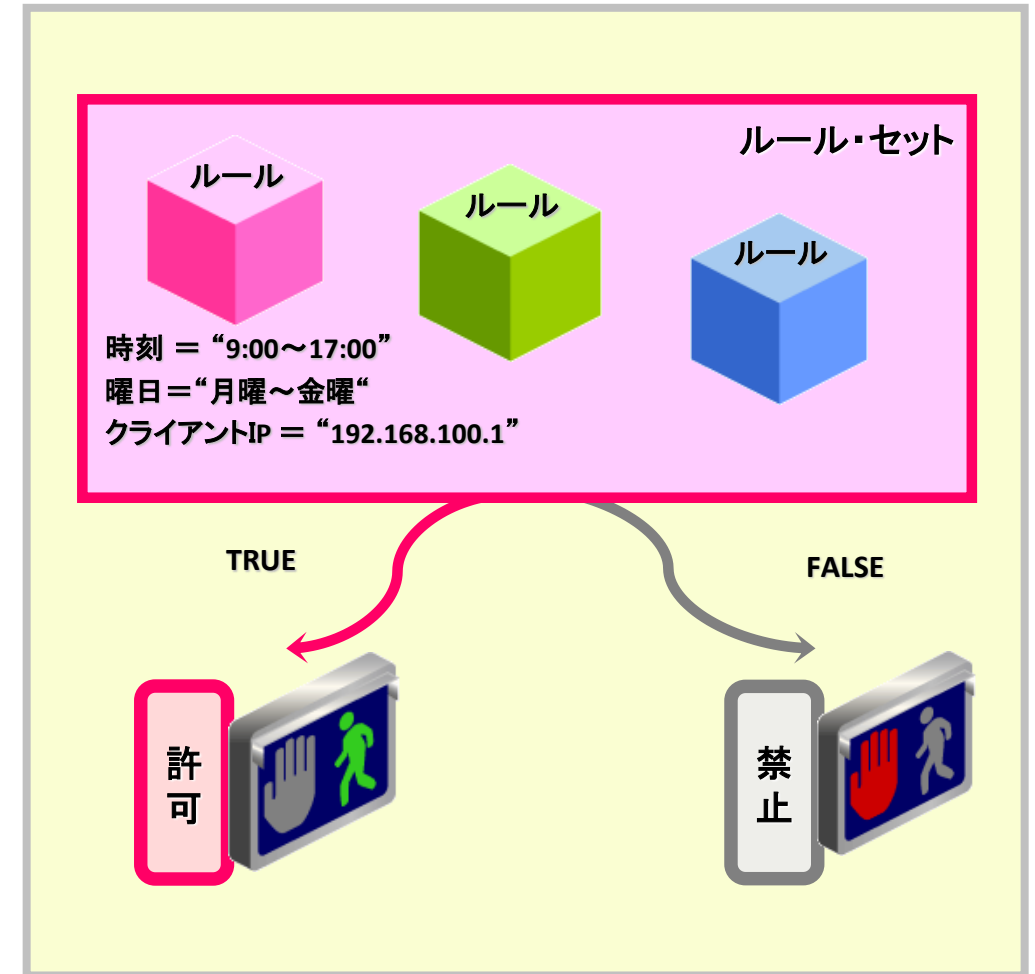 ルール・セット
ルール
ルール
ルール
時刻 ＝ “9:00～17:00”
曜日＝“月曜～金曜“
クライアントIP ＝ “192.168.100.1”
TRUE
FALSE
許可
禁止